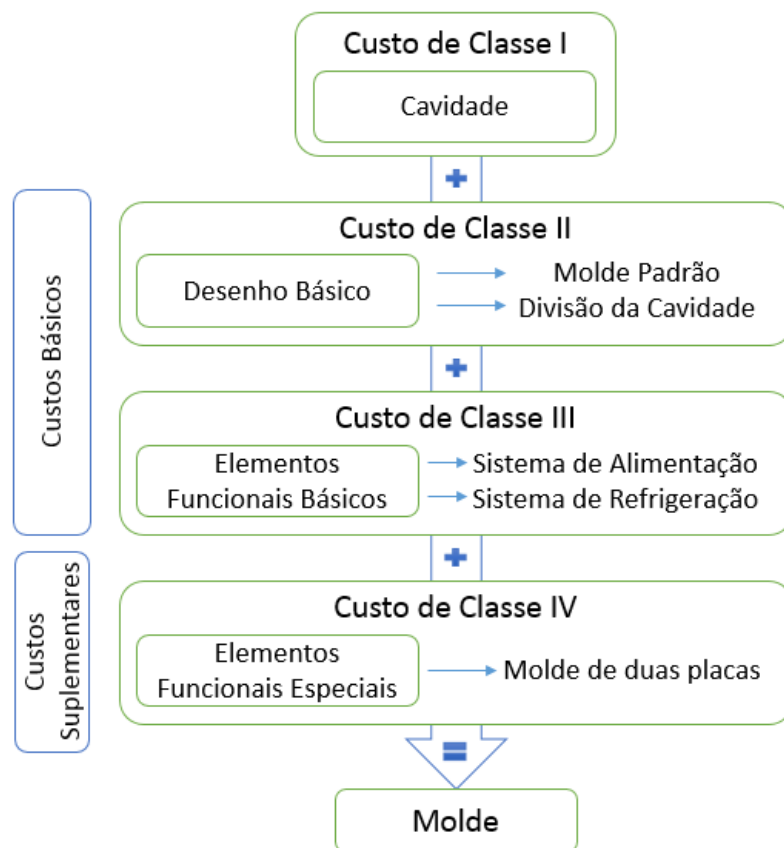 Custo de Classe I
Cavidade
+
Custos Básicos
Custo de Classe II
Desenho Básico
Molde Padrão
Divisão da Cavidade
+
Custo de Classe III
Elementos
Funcionais Básicos
Sistema de Alimentação
Sistema de Refrigeração
+
Custos
Suplementares
Custo de Classe IV
Elementos
Funcionais Especiais
Molde de duas placas
=
Molde